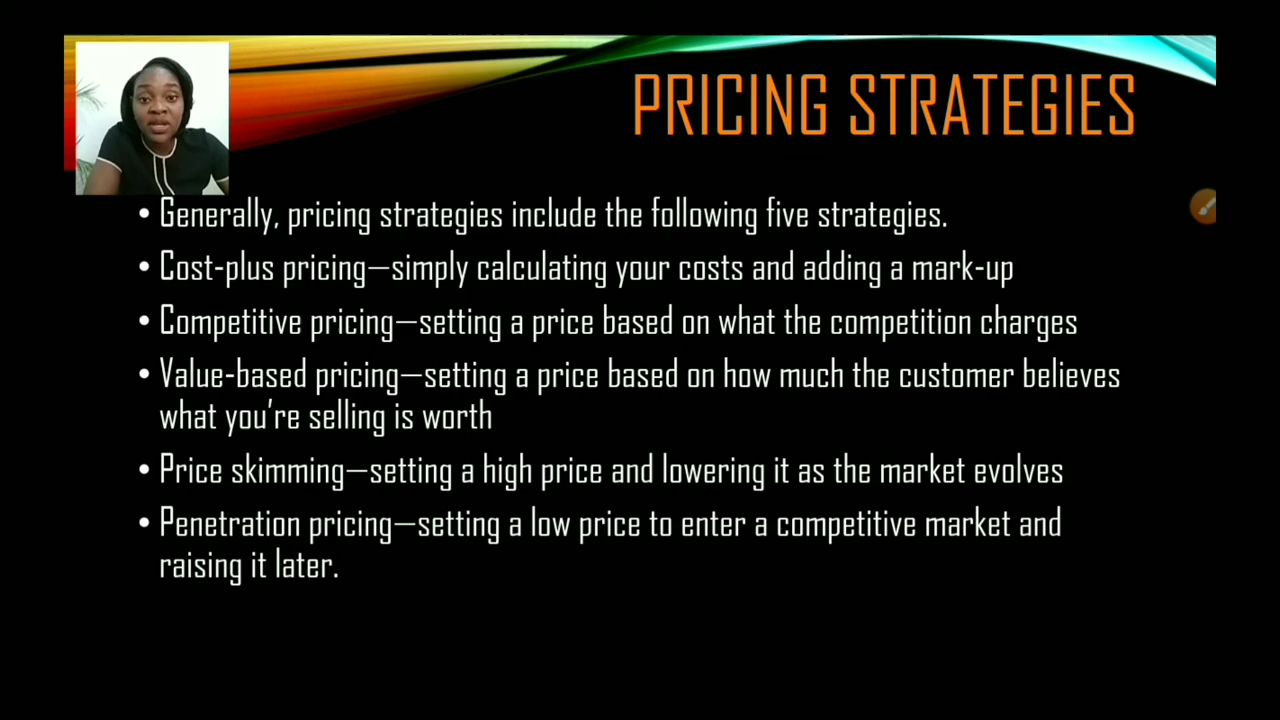 PRICING STRATEGIES
• Generally, pricing strategies include the following five strategies.
• Cost-plus pricing—simply calculating your costs and adding a mark-up
• Competitive pricing—setting a price based on what the competition charges
• Value-based pricing—setting a price based on how much the customer believes
what you’re selling is worth
• Price skimming—setting a high price and lowering it as the market evolves
• Penetration pricing—setting a low price to enter a competitive market and
raising it later.